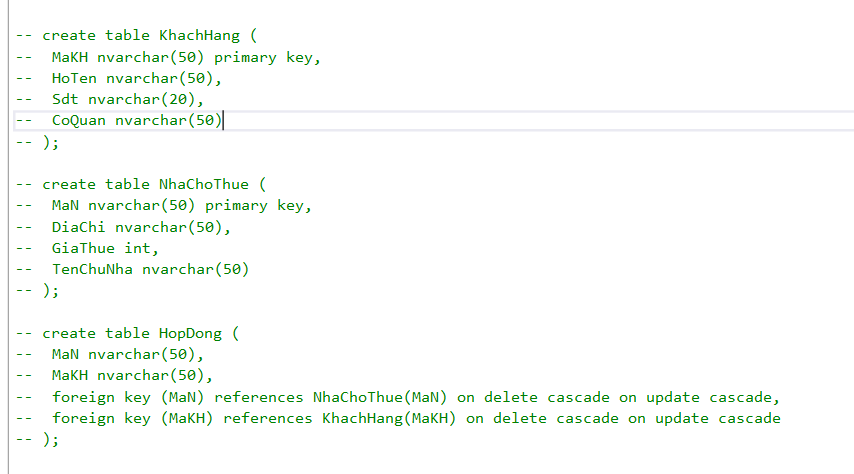 -- create table KhachHang (
--  MaKH nvarchar(50) primary key,
--  HoTen nvarchar(50),
--  Sdt nvarchar(20),
--  CoQuan nvarchar(50)
-- );

-- create table NhaChoThue (
--  MaN nvarchar(50) primary key,
--  DiaChi nvarchar(50),
--  GiaThue int,
--  TenChuNha nvarchar(50)
-- );

-- create table HopDong (
--  MaN nvarchar(50),
--  MaKH nvarchar(50),
--  foreign key (MaN) references NhaChoThue(MaN) on delete cascade on update cascade,
--  foreign key (MaKH) references KhachHang(MaKH) on delete cascade on update cascade
-- );